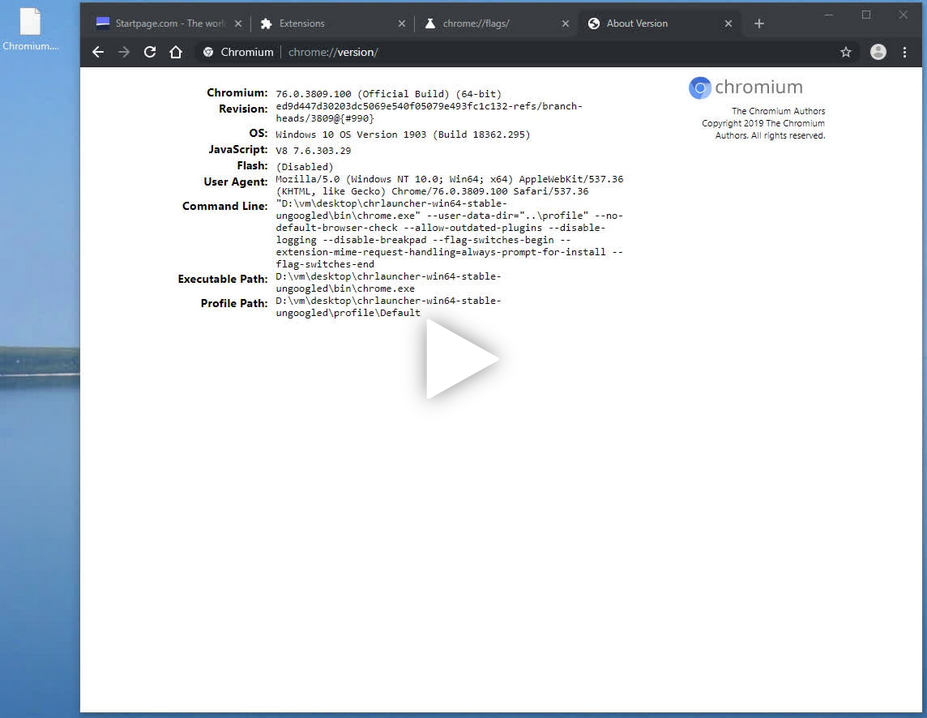 Chromium....
Startpage.com - The worl
Extensions
chrome://flags/
About Version
Chromium
chrome://version/
chromium
The Chromium Authors
Copyright 2019 The Chromium
Authors. All rights reserved.
Chromium: 76.0.3809.100 (Official Build) (64-bit)
Revision: ed9d447d30203dc5069e540f05079e493fc1c132-refs/branch-
heads/3809@{#990}
OS: Windows 10 OS Version 1903 (Build 18362.295)
JavaScript: V8 7.6.303.29
Flash: (Disabled)
User Agent: Mozilla/5.0 (Windows NT 10.0; Win64; x64) AppleWebKit/537.36
(KHTML, like Gecko) Chrome/76.0.3809.100 Safari/537.36
Command Line: "D:\vm\desktop\chrlauncher-win64-stable-
ungoogled\bin\chrome.exe" --user-data-dir="..\profile" --no-
default-browser-check --allow-outdated-plugins --disable-
logging --disable-breakpad --flag-switches-begin --
extension-mime-request-handling=always-prompt-for-install --
flag-switches-end
Executable Path: D:\vm\desktop\chrlauncher-win64-stable-
ungoogled\bin\chrome.exe
Profile Path: D:\vm\desktop\chrlauncher-win64-stable-
ungoogled\profile\Default